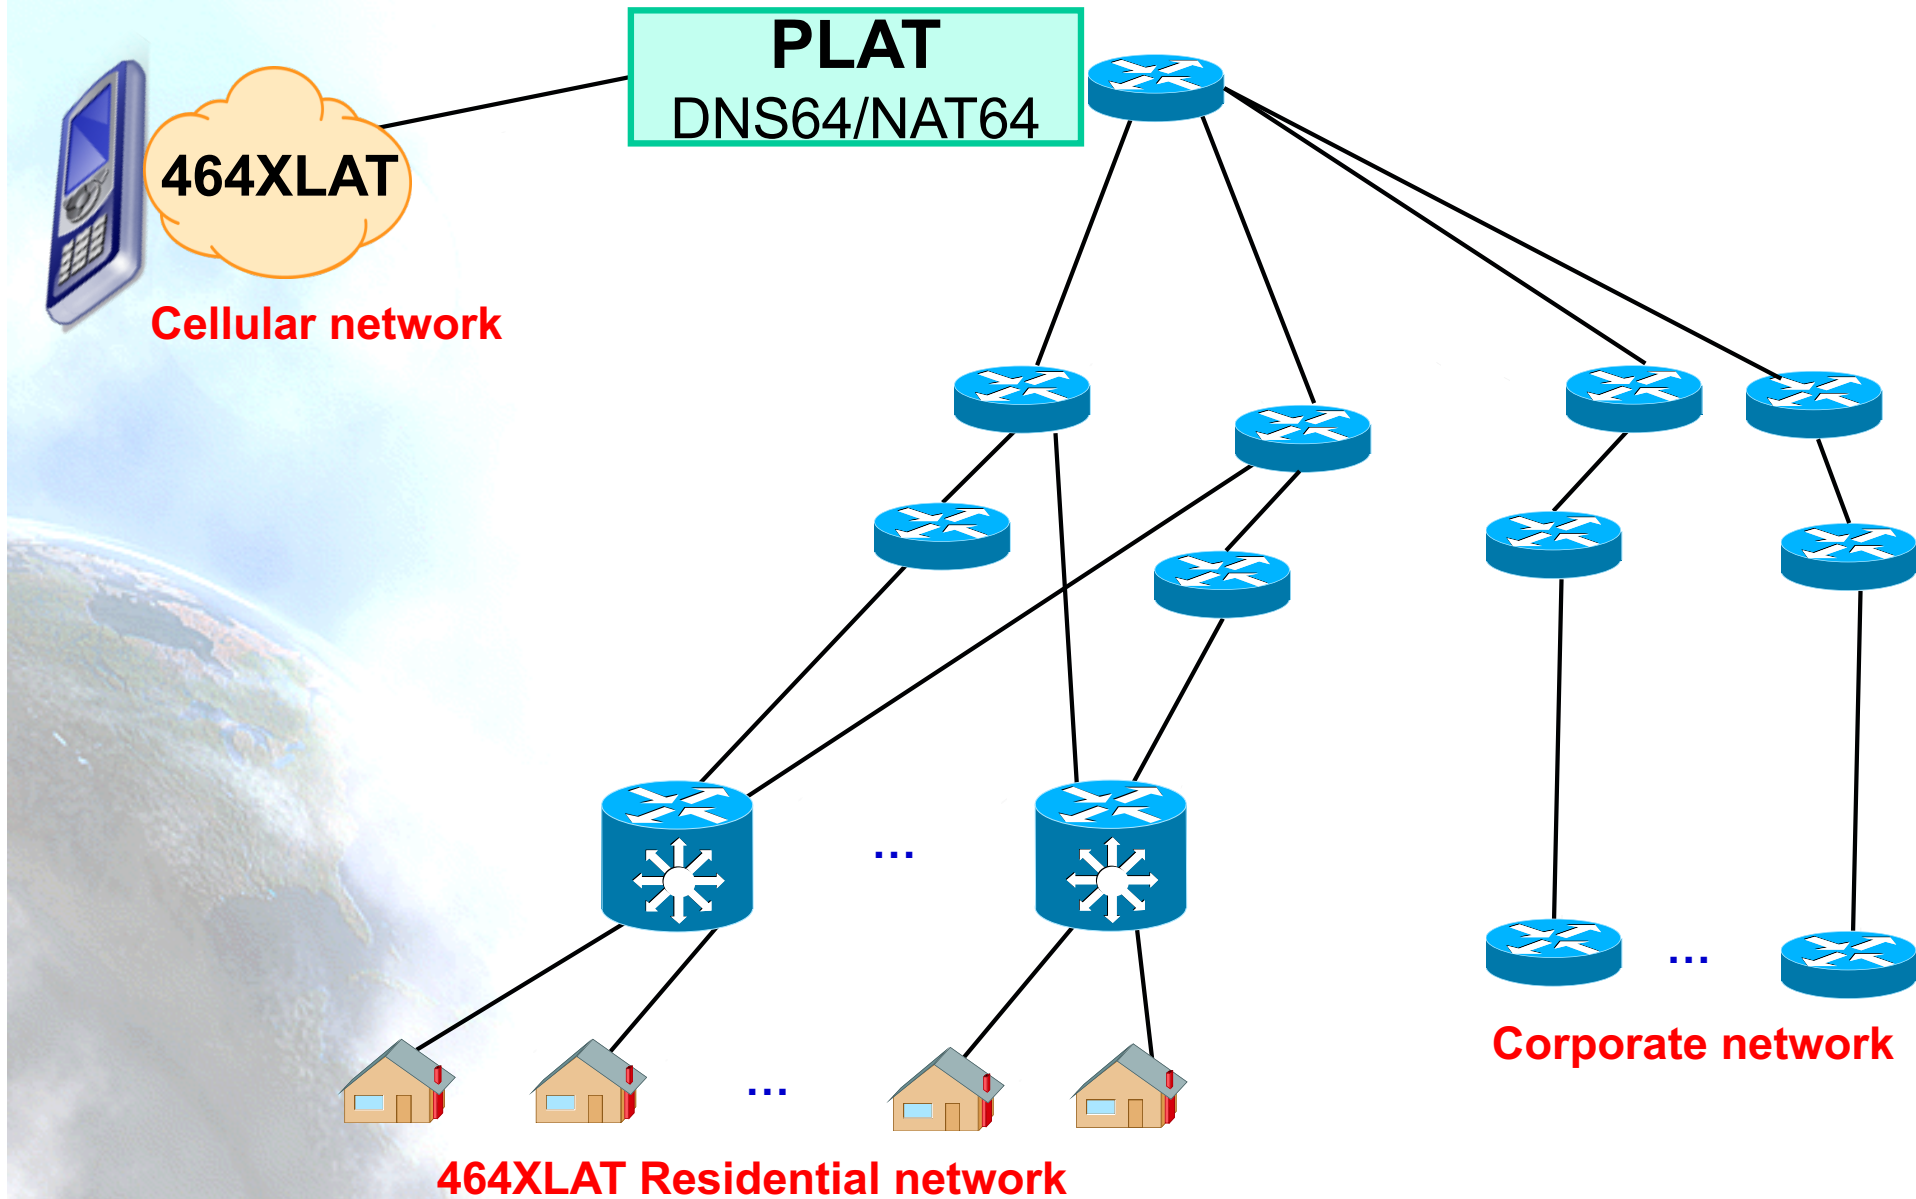 PLAT
DNS64/NAT64
464XLAT
Cellular network
...
...
...
Corporate network
464XLAT Residential network